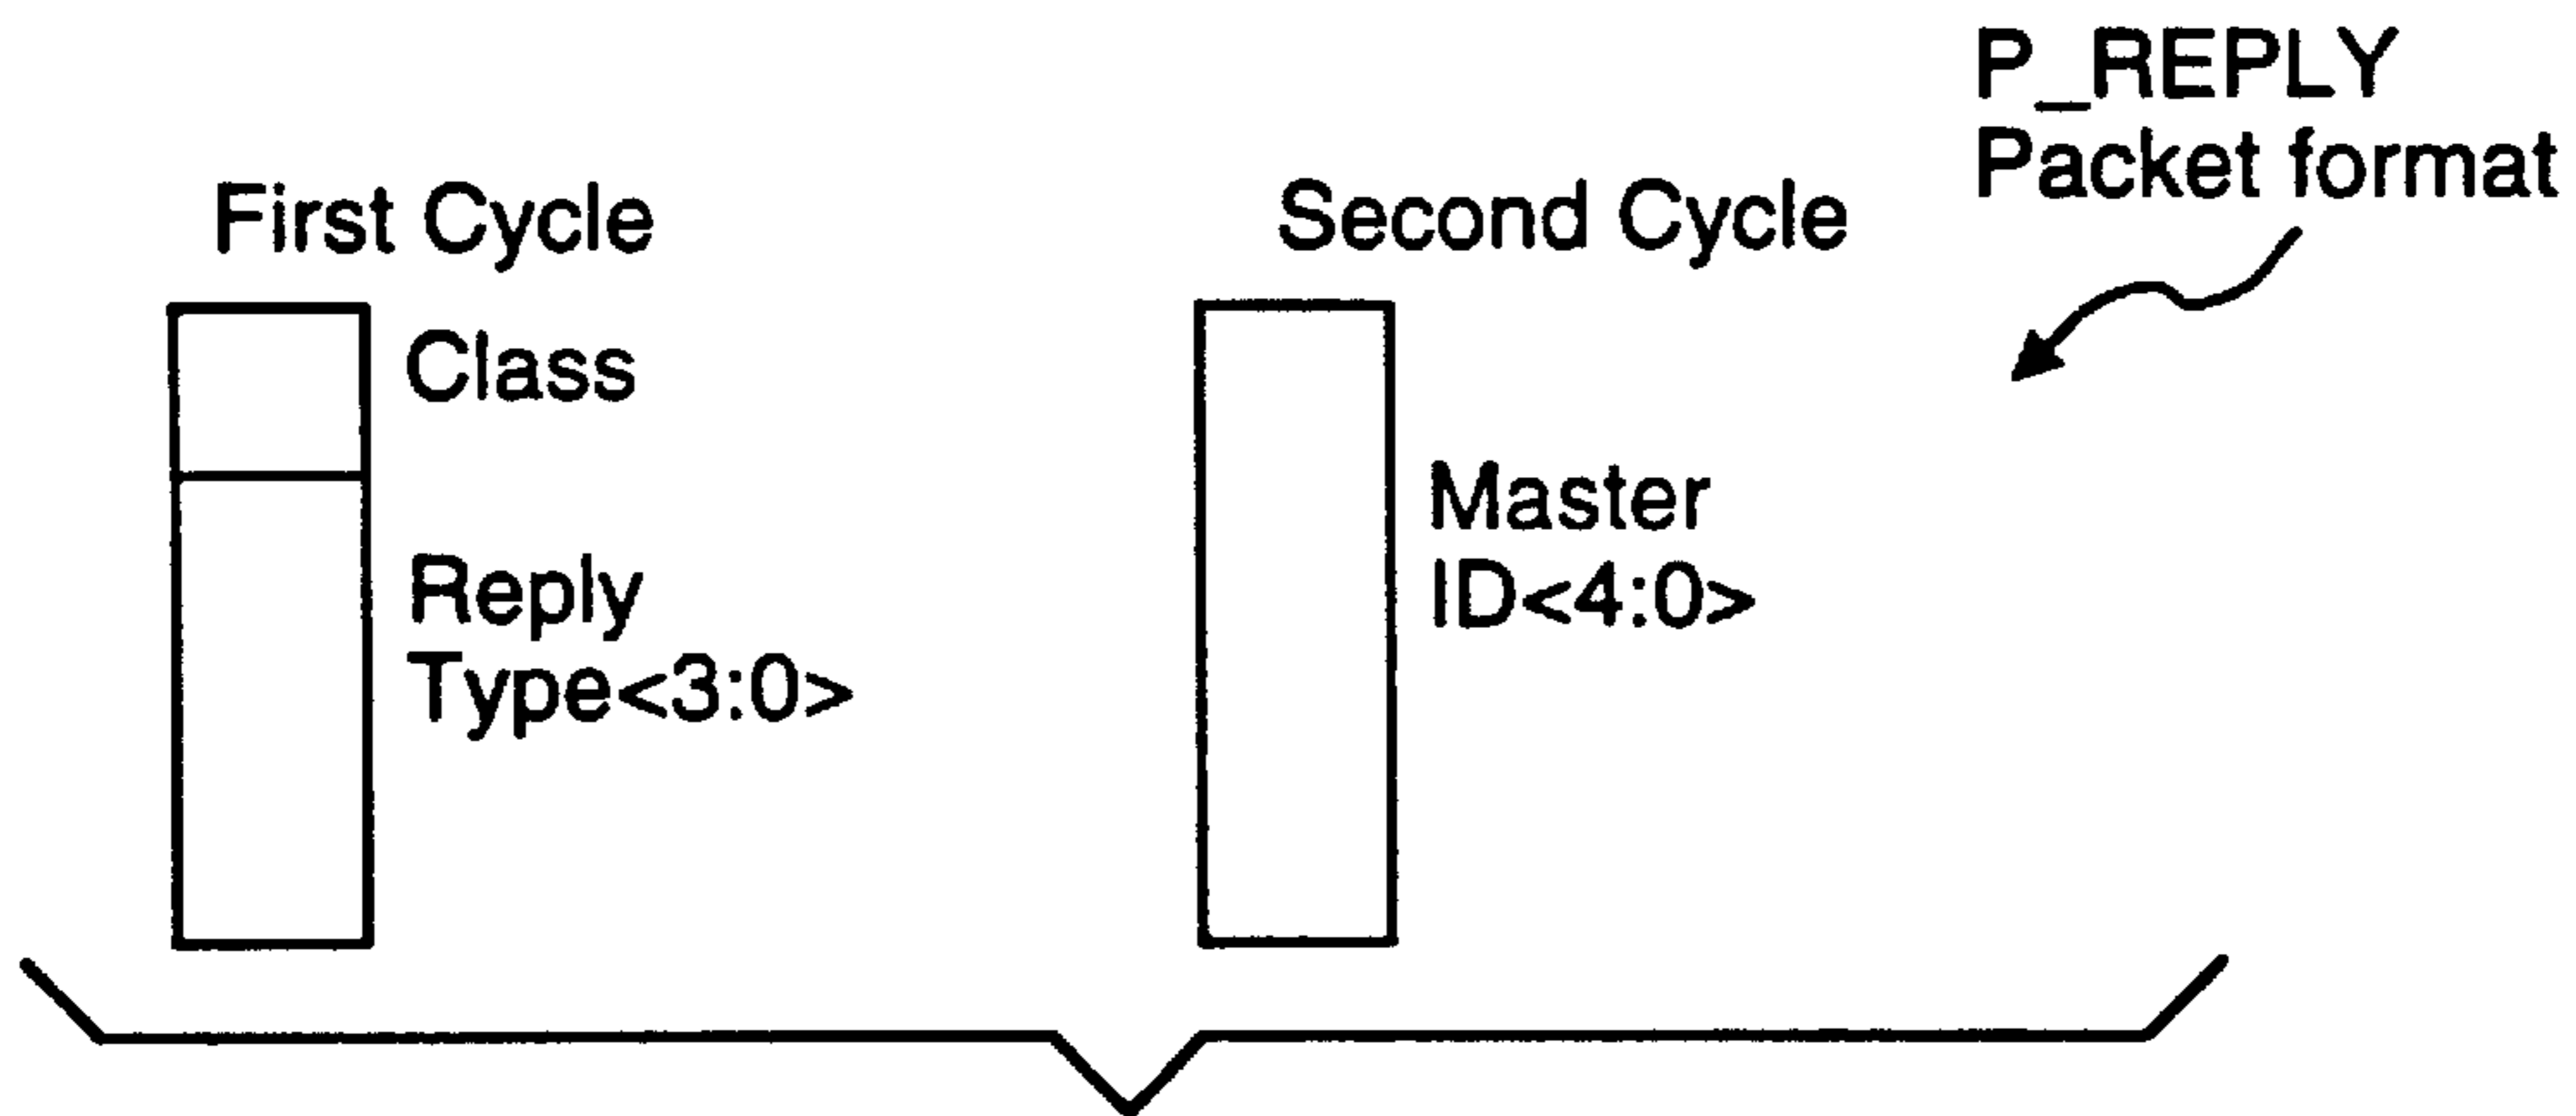 P_REPLY
Packet format
First Cycle
Second Cycle
Class
Reply
Type<3:0>
Master
ID<4:0>